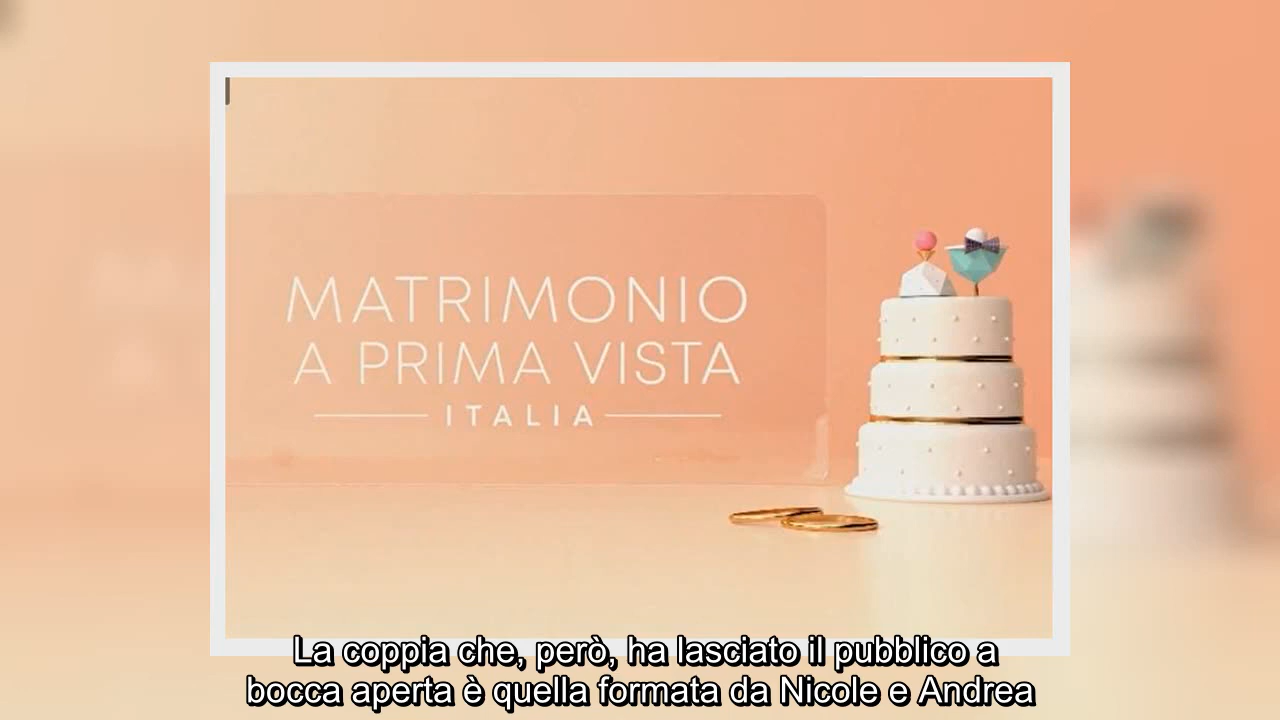 MATRIMONIO
A PRIMA VISTA
ITALIA
La coppia che, però, ha lasciato il pubblico a
bocca aperta è quella formata da Nicole e Andrea